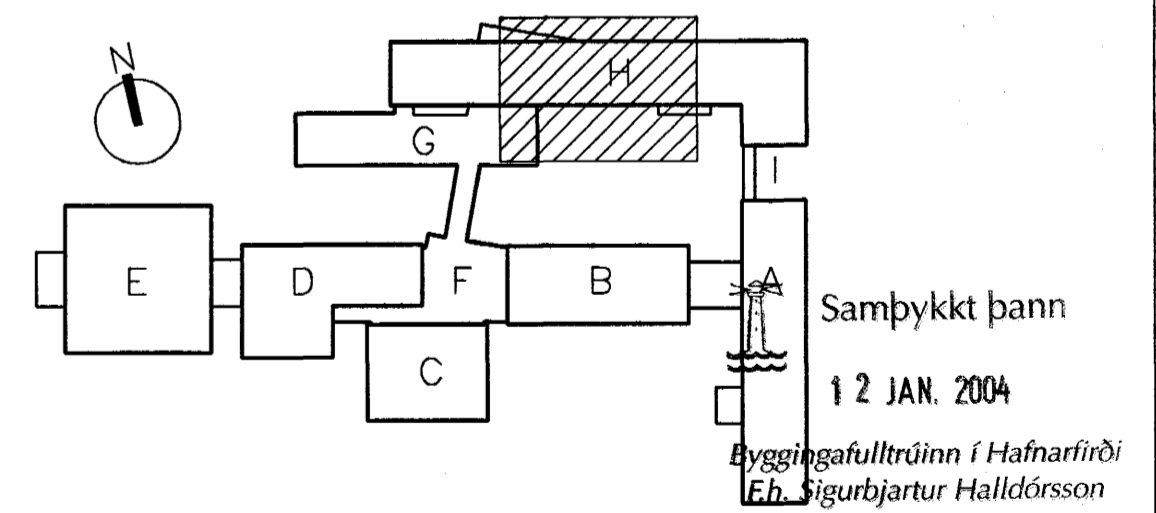 N
H
G
I
E
D
F
B
A
C
Samþykkt þann
12 JAN. 2004
Byggingafulltrúinn í Hafnarfirði
F.h. Sigurbjartur Halldórsson